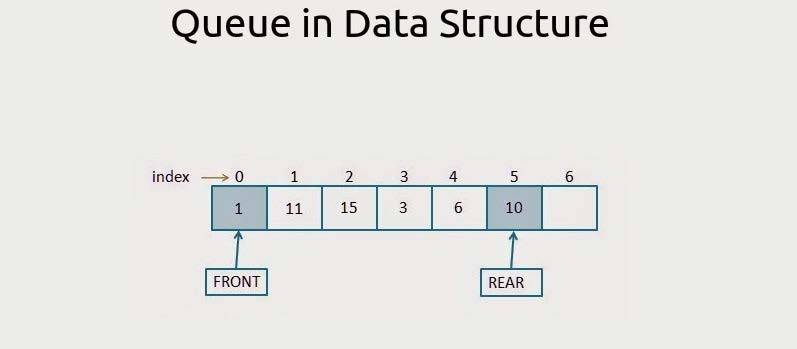 Queue in Data Structure
index 0 1 2 3 4 5 6
1 11 15 3 6 10
FRONT REAR